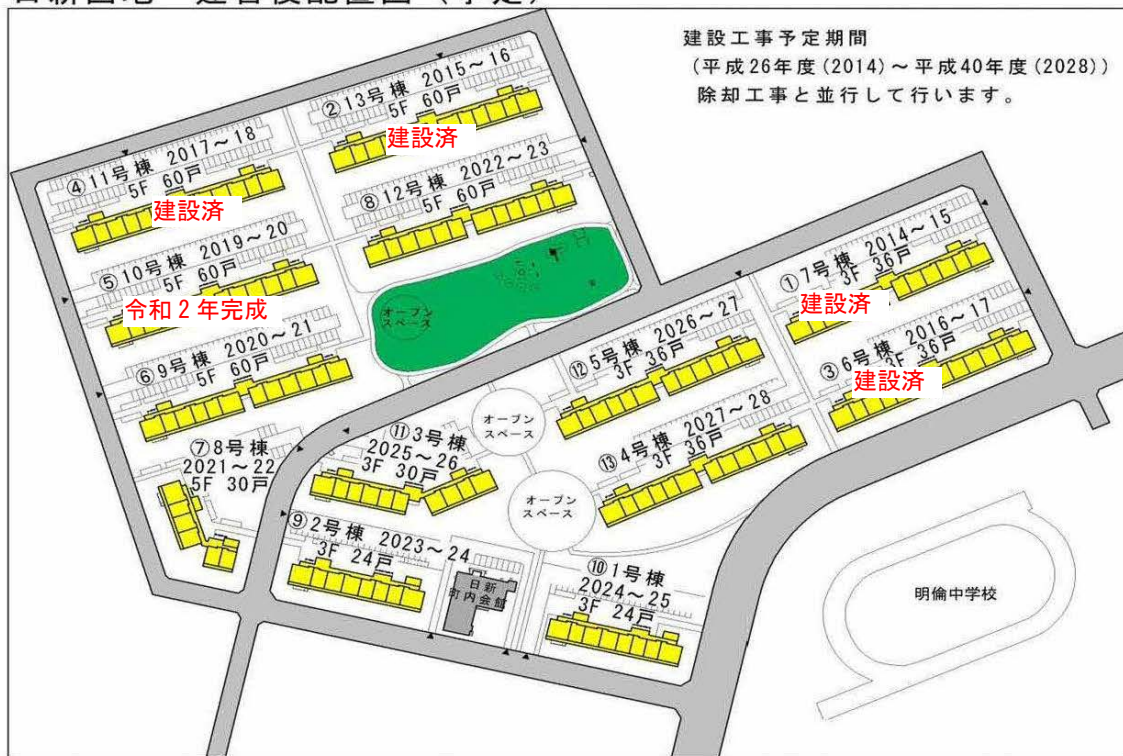 建設工事予定期間
(平成26年度(2014)～平成40年度(2028))
除却工事と並行して行います。
②13号棟 2015～16
5F 60戸
建設済
④11号棟 2017～18
5F 60戸
建設済
⑧12号棟 2022～23
5F 60戸
⑤10号棟 2019～20
5F 60戸
令和2年完成
オープン
スペース
①7号棟 2014～15
3F 36戸
建設済
⑥9号棟 2020～21
5F 60戸
⑫5号棟 2026～27
3F 36戸
③6号棟 2016～17
3F 36戸
建設済
⑦8号棟
2021～22
5F 30戸
⑪3号棟
2025～26
3F 30戸
オープン
スペース
⑬4号棟 2027～28
3F 36戸
オープン
スペース
⑨2号棟 2023～24
3F 24戸
日新
町内会館
⑩1号棟
2024～25
3F 24戸
明倫中学校